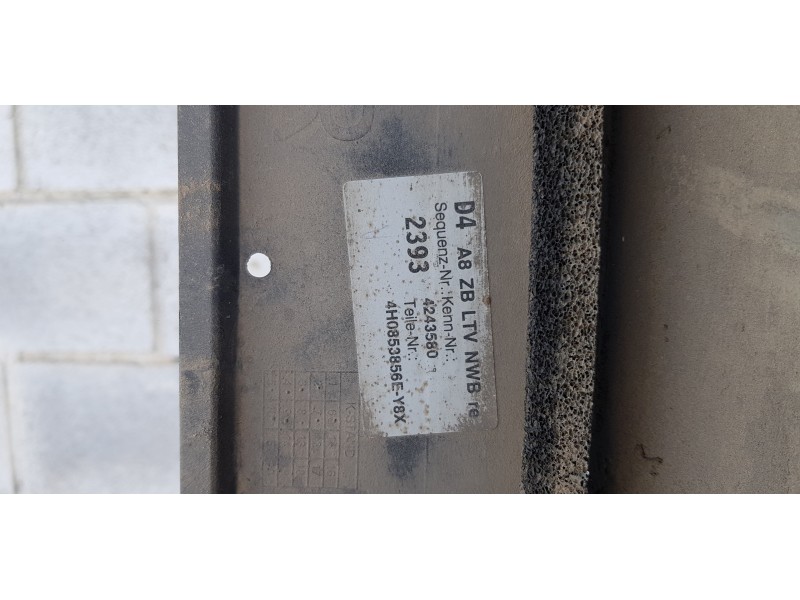 D4 A8 ZB LTV NWB re
Sequenz-Nr.:Kenn-Nr.:
2393 4243580
Teile-Nr.:
4H0853856E-Y8X